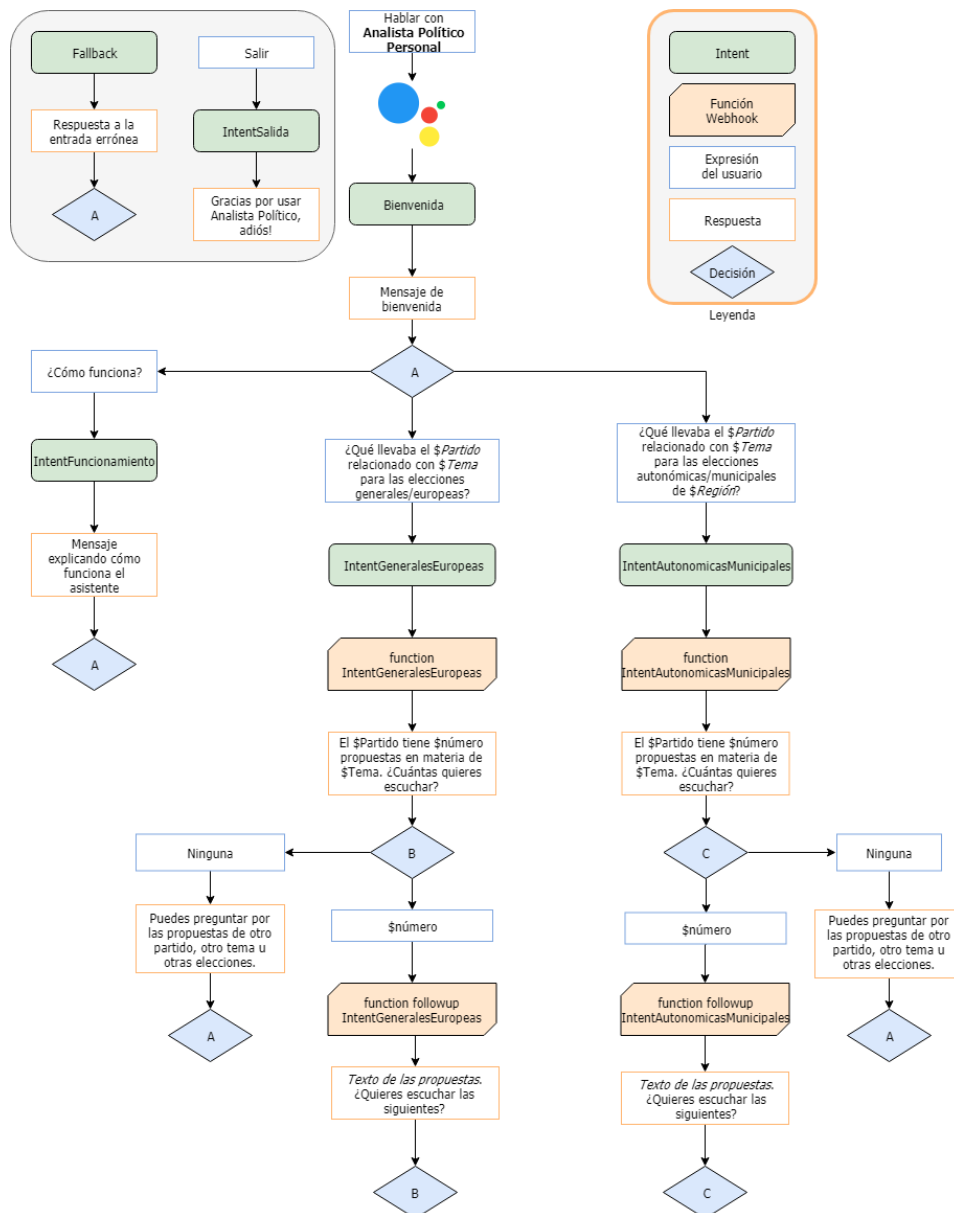 Fallback
Respuesta a la
entrada errónea
A
Salir
IntentSalida
Gracias por usar
Analista Político,
adiós!
Hablar con
Analista Político
Personal
Bienvenida
Mensaje de
bienvenida
A
Intent
Función
Webhook
Expresión
del usuario
Respuesta
Decisión
Leyenda
¿Cómo funciona?
IntentFuncionamiento
Mensaje
explicando cómo
funciona el
asistente
A
¿Qué llevaba el $Partido
relacionado con $Tema
para las elecciones
generales/europeas?
IntentGeneralesEuropeas
function
IntentGeneralesEuropeas
El $Partido tiene $número
propuestas en materia de
$Tema. ¿Cuántas quieres
escuchar?
B
Ninguna
Puedes preguntar por
las propuestas de otro
partido, otro tema u
otras elecciones.
A
$número
function followup
IntentGeneralesEuropeas
Texto de las propuestas.
¿Quieres escuchar las
siguientes?
B
¿Qué llevaba el $Partido
relacionado con $Tema
para las elecciones
autonómicas/municipales
de $Región?
IntentAutonomicasMunicipales
function
IntentAutonomicasMunicipales
El $Partido tiene $número
propuestas en materia de
$Tema. ¿Cuántas quieres
escuchar?
C
Ninguna
Puedes preguntar por
las propuestas de otro
partido, otro tema u
otras elecciones.
A
$número
function followup
IntentAutonomicasMunicipales
Texto de las propuestas.
¿Quieres escuchar las
siguientes?
C